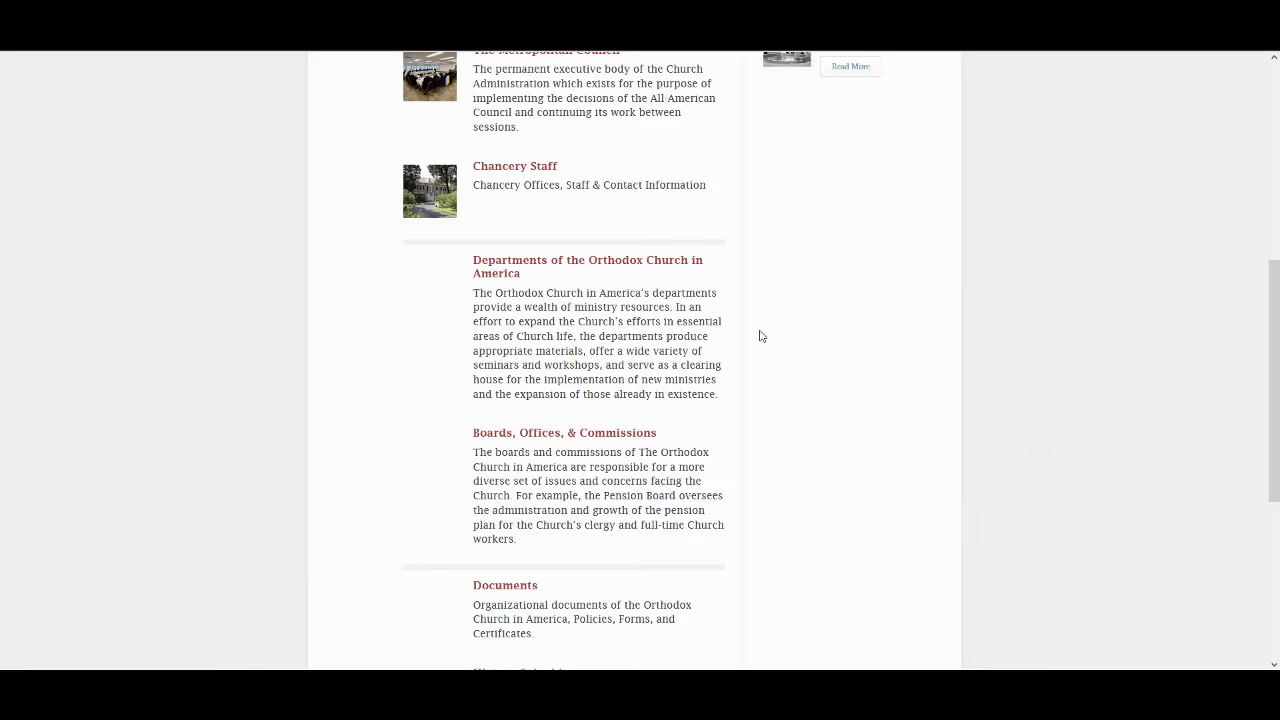 The Metropolitan Council
The permanent executive body of the Church
Administration which exists for the purpose of
implementing the decisions of the All-American
Council and continuing its work between
sessions.
Read More
Chancery Staff
Chancery Offices, Staff & Contact Information
Departments of the Orthodox Church in
America
The Orthodox Church in America's departments
provide a wealth of ministry resources. In an
effort to expand the Church's efforts in essential
areas of Church life, the departments produce
appropriate materials, offer a wide variety of
seminars and workshops, and serve as a clearing
house for the implementation of new ministries
and the expansion of those already in existence.
Boards, Offices, & Commissions
The boards and commissions of The Orthodox
Church in America are responsible for a more
diverse set of issues and concerns facing the
Church. For example, the Pension Board oversees
the administration and growth of the pension
plan for the Church's clergy and full-time Church
workers.
Documents
Organizational documents of the Orthodox
Church in America, Policies, Forms, and
Certificates